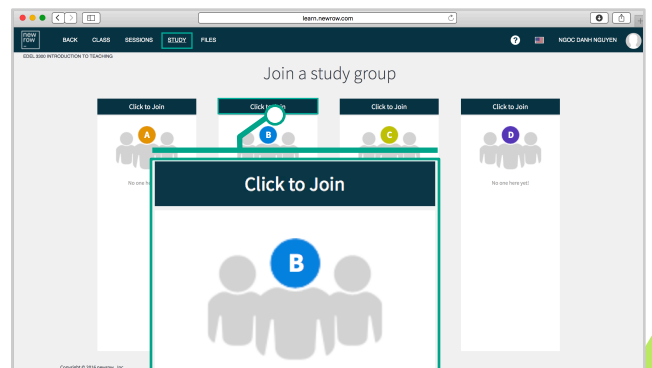 learn.newrow.com
new
row
BACK CLASS SESSIONS STUDY FILES ? NGOC DANH NGUYEN
EDEL 3300 INTRODUCTION TO TEACHING
Join a study group
Click to Join Click to Join Click to Join Click to Join
A B C D
No one here yet!
Click to Join
B